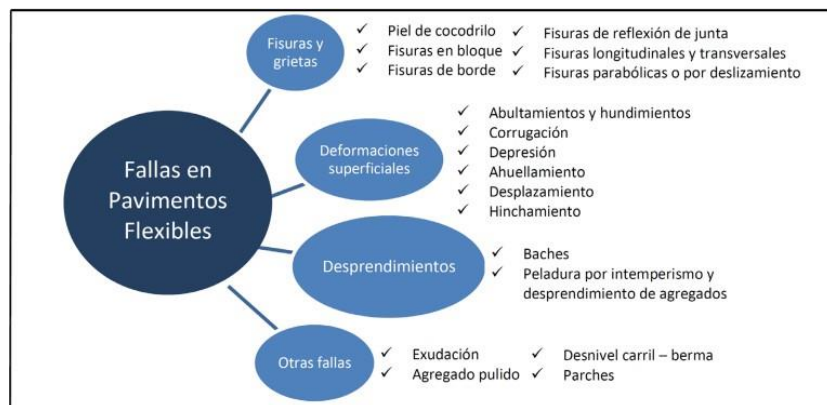 Fisuras y
grietas
✓ Piel de cocodrilo
✓ Fisuras en bloque
✓ Fisuras de borde
✓ Fisuras de reflexión de junta
✓ Fisuras longitudinales y transversales
✓ Fisuras parabólicas o por deslizamiento
Fallas en
Pavimentos
Flexibles
Deformaciones
superficiales
✓ Abultamientos y hundimientos
✓ Corrugación
✓ Depresión
✓ Ahuellamiento
✓ Desplazamiento
✓ Hinchamiento
Desprendimientos
✓ Baches
✓ Peladura por intemperismo y
desprendimiento de agregados
Otras fallas
✓ Exudación
✓ Agregado pulido
✓ Desnivel carril – berma
✓ Parches